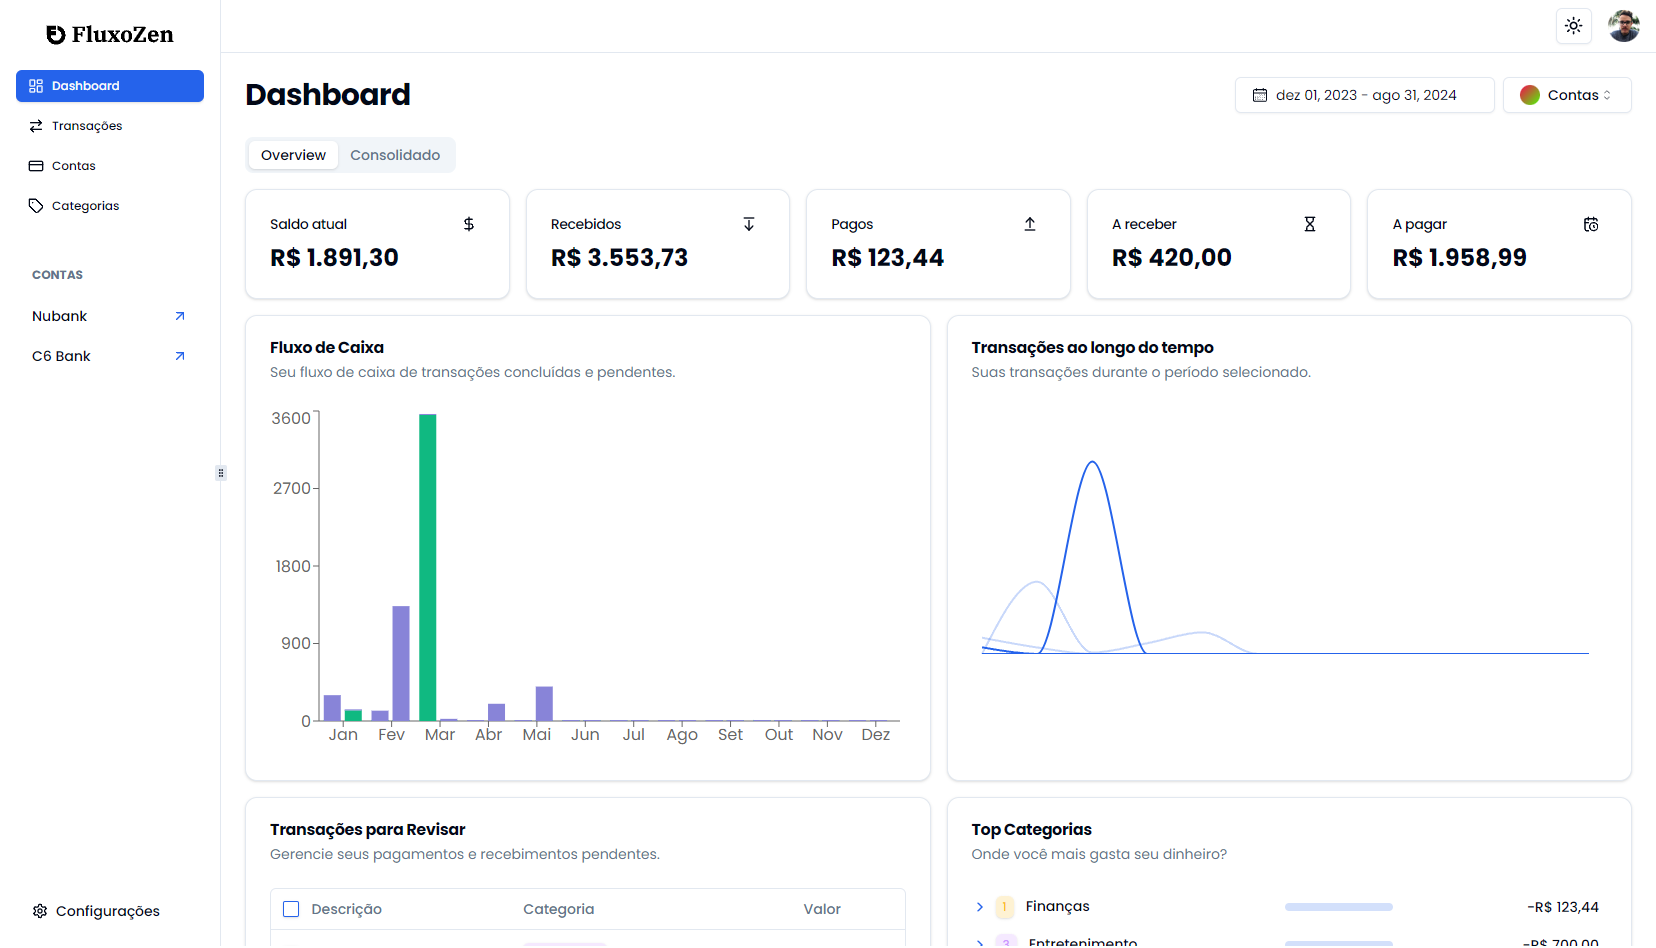 FluxoZen
Dashboard
Transações
Contas
Categorias
CONTAS
Nubank
C6 Bank
Configurações
Dashboard
dez 01, 2023 - ago 31, 2024
Contas
Overview
Consolidado
Saldo atual
$
R$ 1.891,30
Recebidos
R$ 3.553,73
Pagos
R$ 123,44
A receber
R$ 420,00
A pagar
R$ 1.958,99
Fluxo de Caixa
Seu fluxo de caixa de transações concluídas e pendentes.
3600
2700
1800
900
0
Jan Fev Mar Abr Mai Jun Jul Ago Set Out Nov Dez
Transações ao longo do tempo
Suas transações durante o período selecionado.
Transações para Revisar
Gerencie seus pagamentos e recebimentos pendentes.
Descrição Categoria Valor
Top Categorias
Onde você mais gasta seu dinheiro?
1 Finanças -R$ 123,44
3 Entretenimento -R$ 700,00